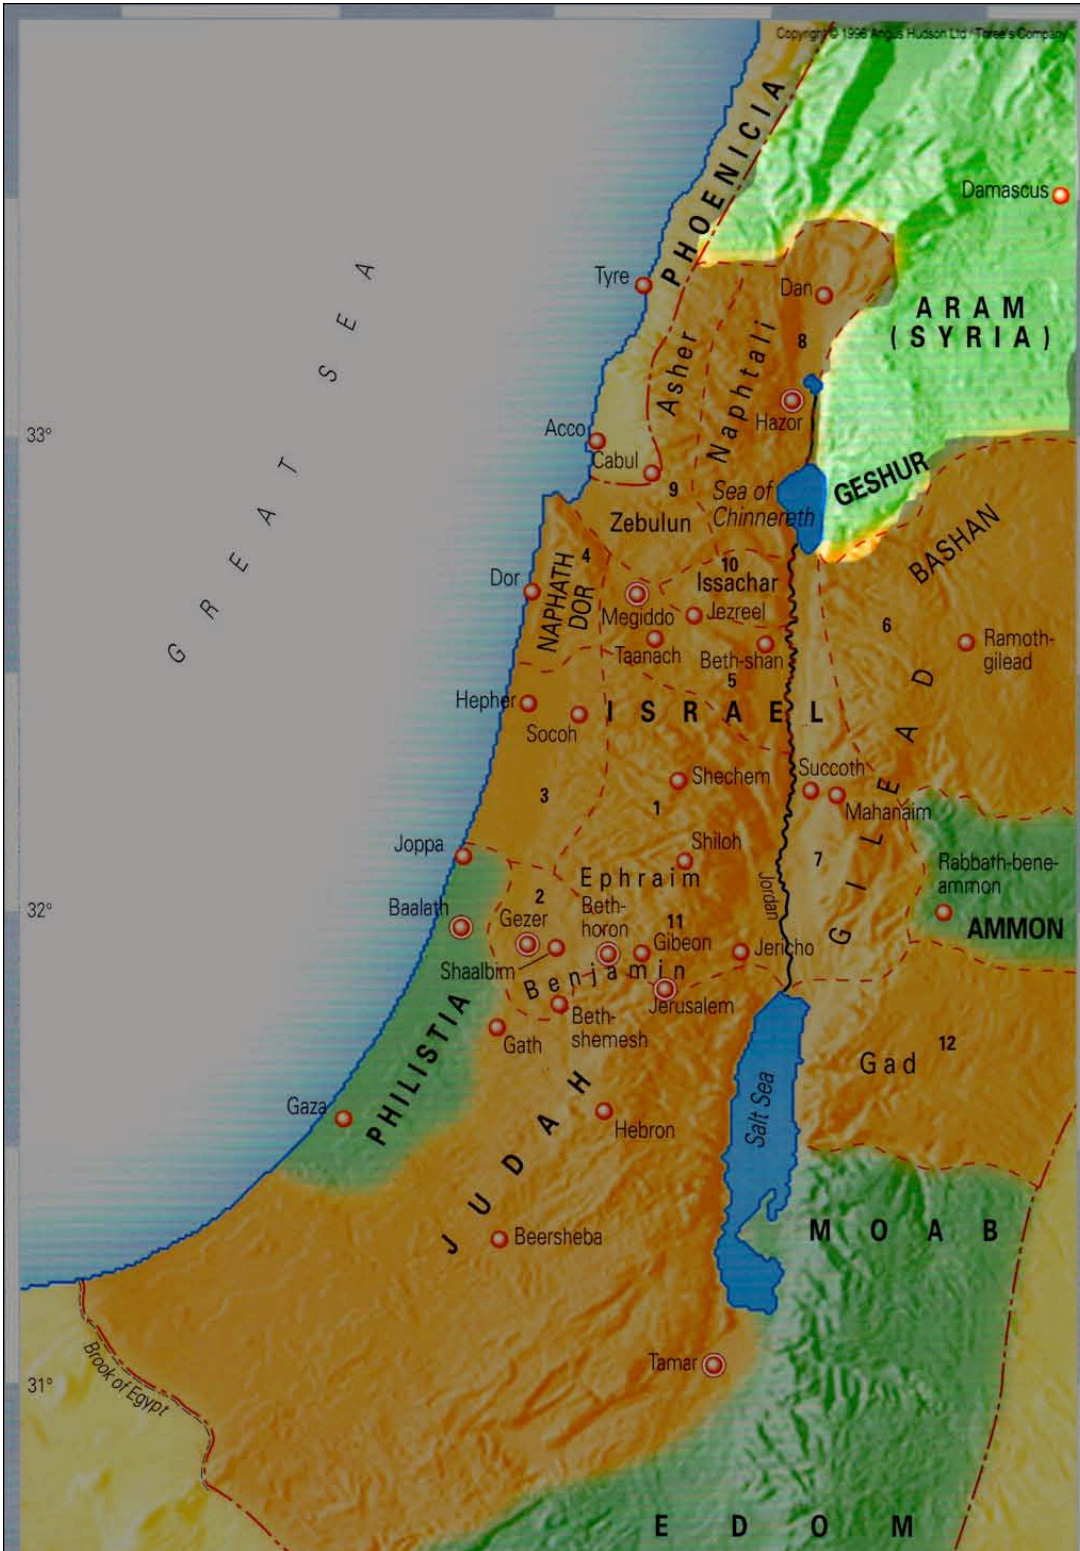 Copyright © 1996 Angus Hudson Ltd / Three's Company
PHOENICIA
Damascus
Tyre
Dan
ARAM
(SYRIA)
Asher
Naphtali
8
GREAT SEA
Hazor
Acco
33°
Cabul
GESHUR
9
Sea of
Chinnereth
Zebulun
BASHAN
4
10
Issachar
Dor
NAPHATH
DOR
Megiddo
Jezreel
6
Ramoth-
gilead
Taanach
Beth-shan
5
Hepher
ISRAEL
Socoh
GILEAD
Shechem
Succoth
3
1
Mahanaim
Joppa
Shiloh
7
Rabbath-bene-
ammon
Ephraim
Jordan
2
Baalath
32°
Gezer
Beth-
horon
11
AMMON
Gibeon
Jericho
Shaalbim
Benjamin
Jerusalem
Beth-
shemesh
Gath
PHILISTIA
12
Gad
Gaza
Salt Sea
JUDAH
Hebron
Beersheba
MOAB
Tamar
Brook of Egypt
31°
EDOM